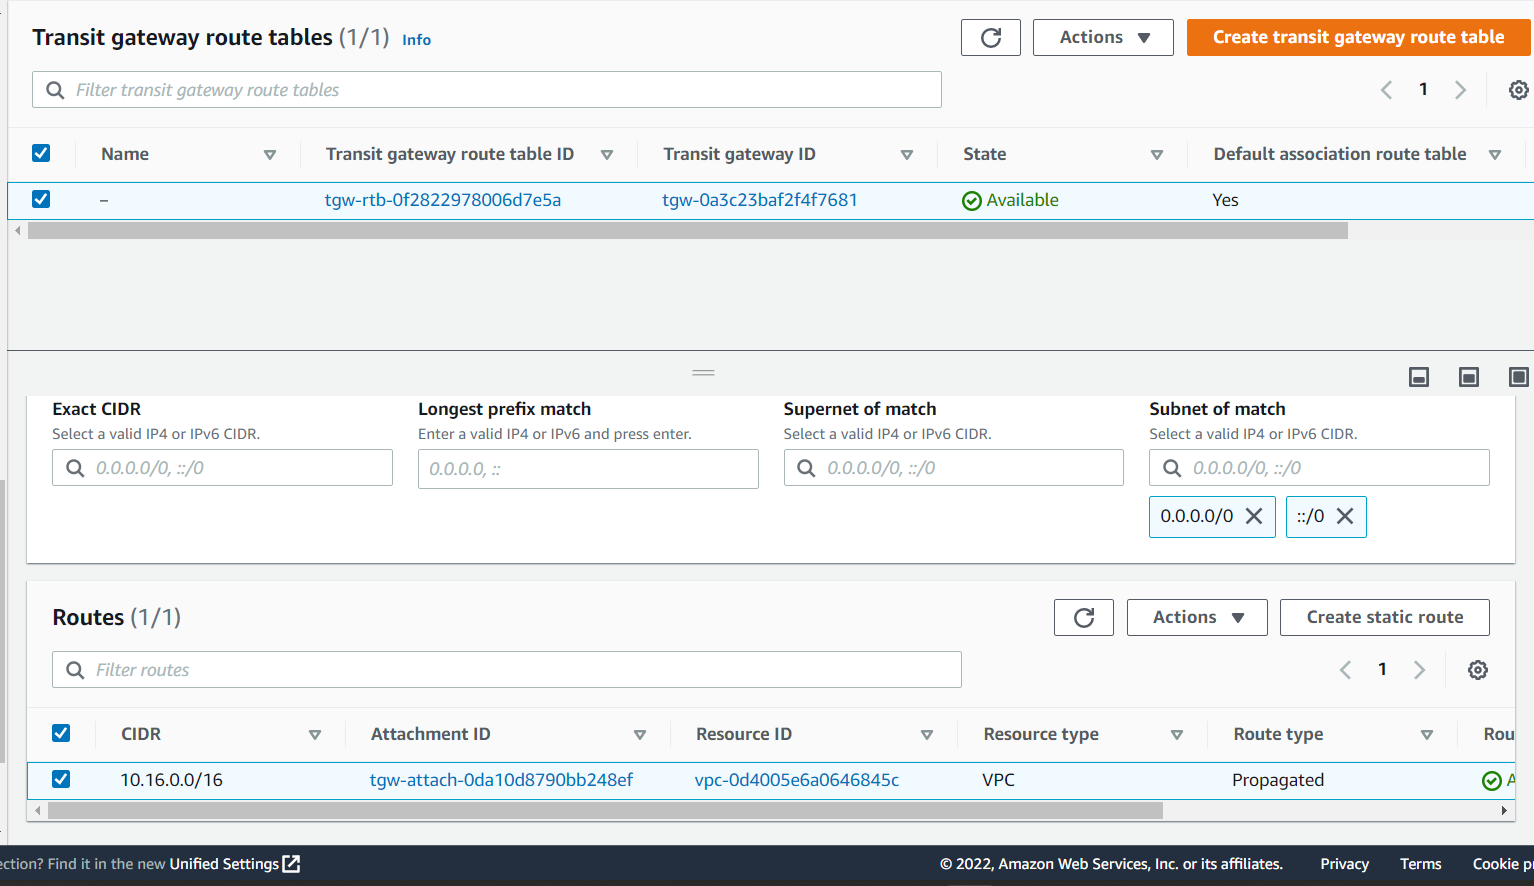 Transit gateway route tables (1/1) Info
Actions
Create transit gateway route table
Filter transit gateway route tables
1
Name
Transit gateway route table ID
Transit gateway ID
State
Default association route table
–
tgw-rtb-0f2822978006d7e5a
tgw-0a3c23baf2f4f7681
Available
Yes
Exact CIDR
Select a valid IP4 or IPv6 CIDR.
0.0.0.0/0, ::/0
Longest prefix match
Enter a valid IP4 or IPv6 and press enter.
0.0.0.0, ::
Supernet of match
Select a valid IP4 or IPv6 CIDR.
0.0.0.0/0, ::/0
Subnet of match
Select a valid IP4 or IPv6 CIDR.
0.0.0.0/0, ::/0
0.0.0.0/0
::/0
Routes (1/1)
Actions
Create static route
Filter routes
1
CIDR
Attachment ID
Resource ID
Resource type
Route type
Rou
10.16.0.0/16
tgw-attach-0da10d8790bb248ef
vpc-0d4005e6a0646845c
VPC
Propagated
A
ection? Find it in the new Unified Settings
© 2022, Amazon Web Services, Inc. or its affiliates.
Privacy
Terms
Cookie pr